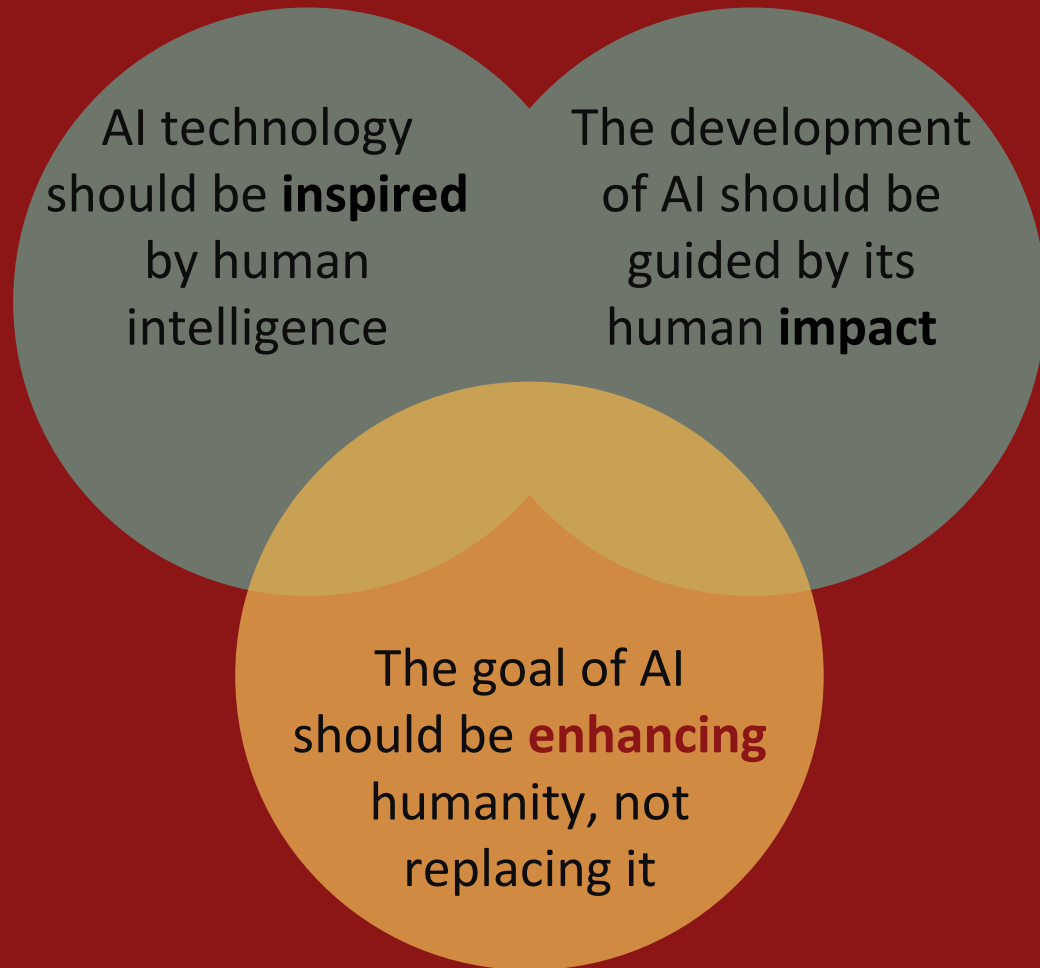 AI technology
should be inspired
by human
intelligence
The development
of AI should be
guided by its
human impact
The goal of AI
should be enhancing
humanity, not
replacing it